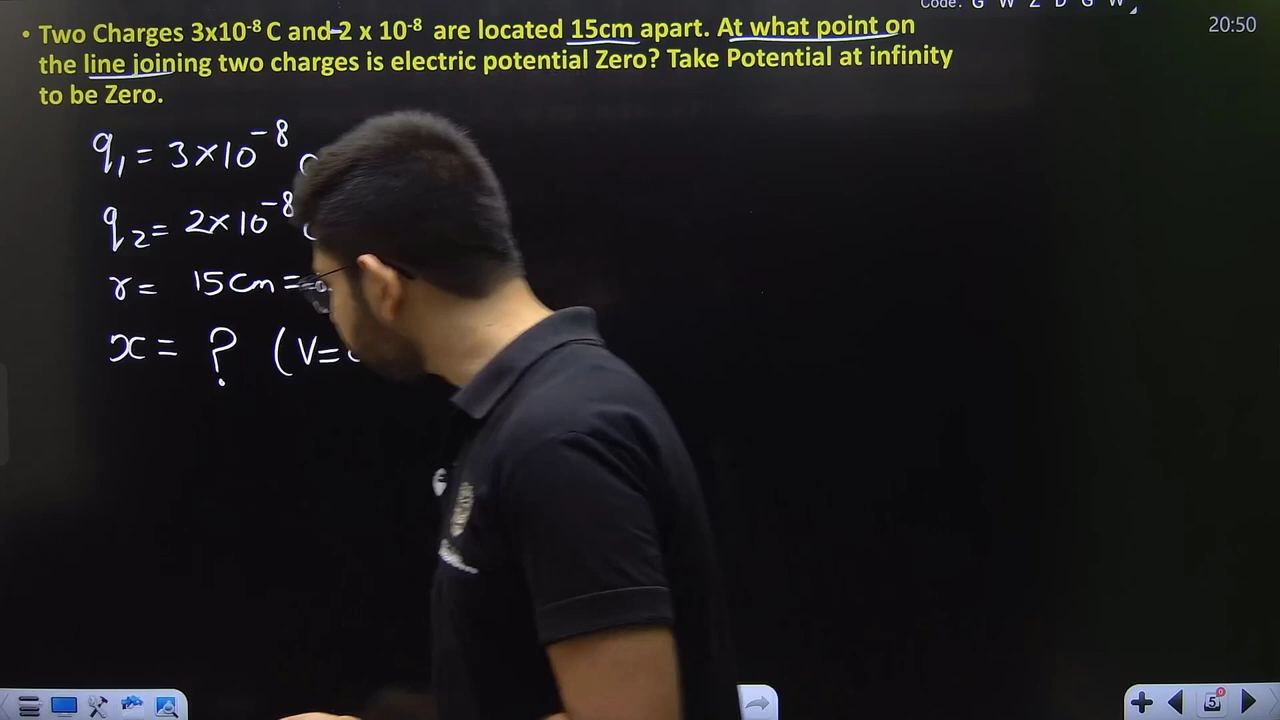 Code: G W Z D G W
20:50
• Two Charges 3x10⁻⁸ C and -2 x 10⁻⁸ are located 15cm apart. At what point on
the line joining two charges is electric potential Zero? Take Potential at infinity
to be Zero.
q₁ = 3×10⁻⁸
q₂ = 2×10⁻⁸
r = 15cm =
x = ? (V=
5